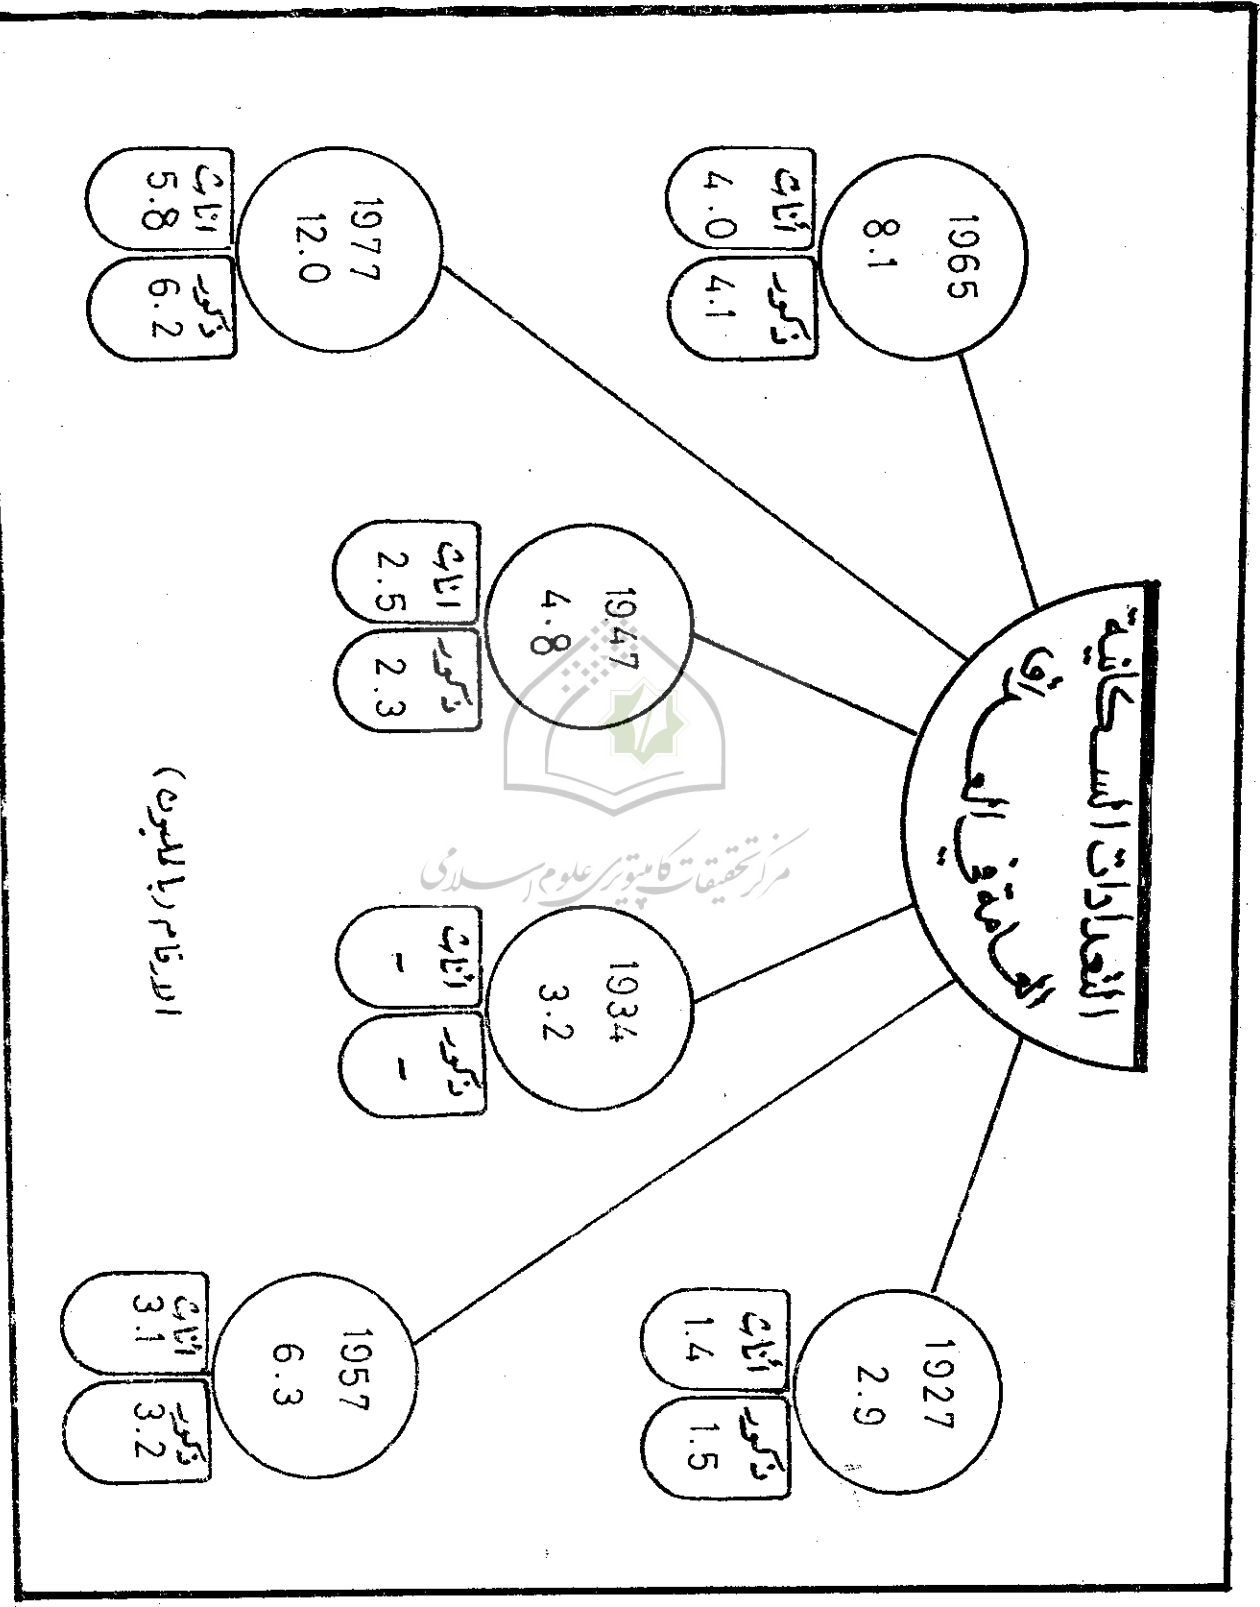 التعدادات السكانية
العامة في العراق
1965
8.1
أناث
4.0
ذكور
4.1
1977
12.0
اناث
5.8
ذكور
6.2
1947
4.8
اناث
2.5
ذكور
2.3
1934
3.2
اناث
-
ذكور
-
1957
6.3
اناث
3.1
ذكور
3.2
1927
2.9
أناث
1.4
ذكور
1.5
الارقام (بالمليون)
مرکز تحقیقات کامپیوتری علوم اسلامی